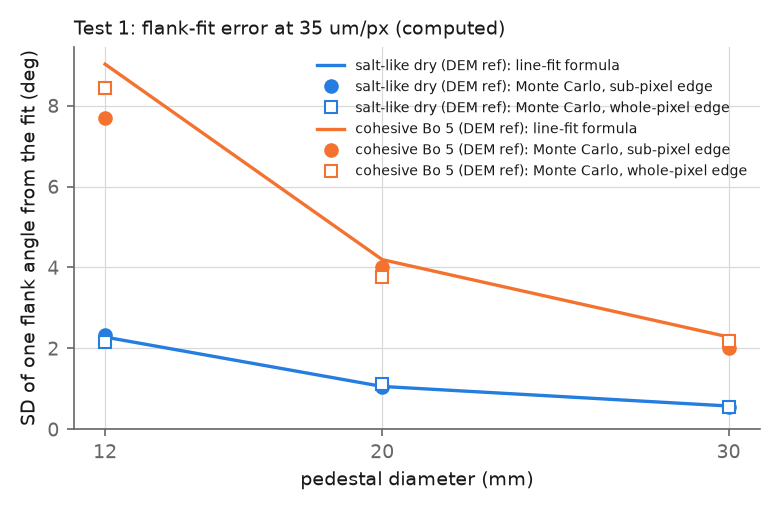 Test 1: flank-fit error at 35 um/px (computed)
SD of one flank angle from the fit (deg)
salt-like dry (DEM ref): line-fit formula
salt-like dry (DEM ref): Monte Carlo, sub-pixel edge
salt-like dry (DEM ref): Monte Carlo, whole-pixel edge
cohesive Bo 5 (DEM ref): line-fit formula
cohesive Bo 5 (DEM ref): Monte Carlo, sub-pixel edge
cohesive Bo 5 (DEM ref): Monte Carlo, whole-pixel edge
8
6
4
2
0
12 20 30
pedestal diameter (mm)